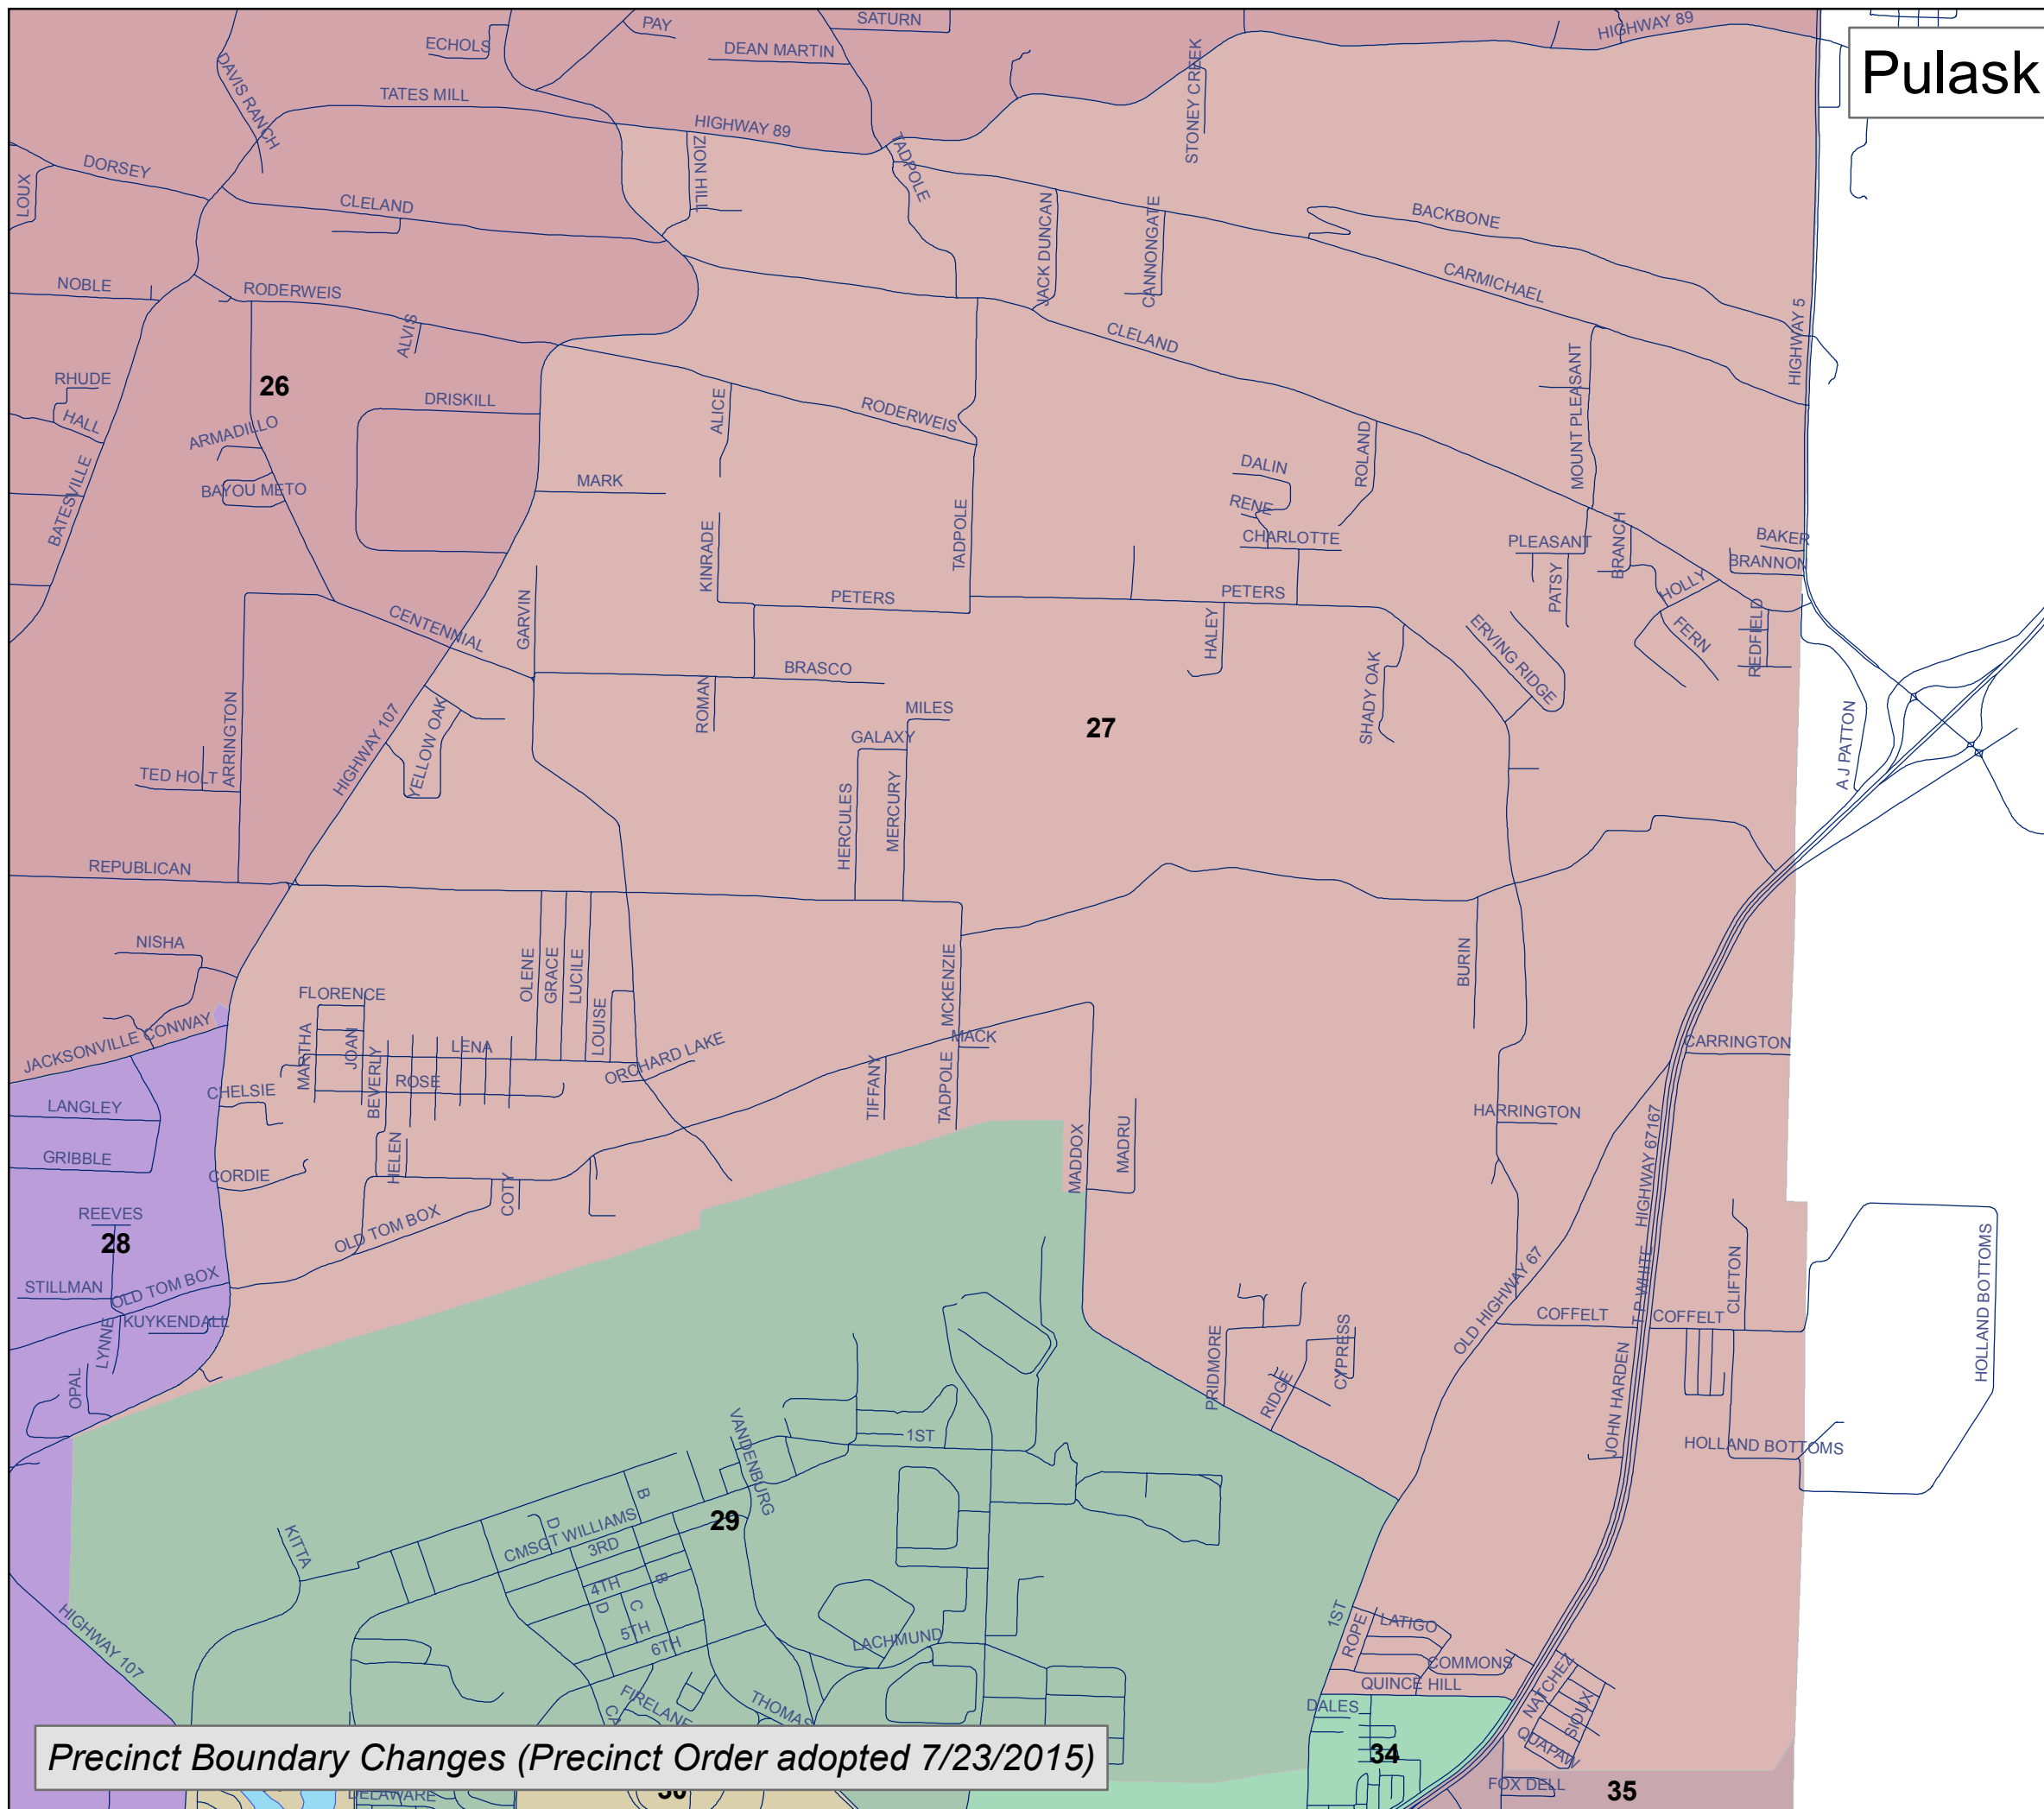 SATURN
PAY
ECHOLS
DEAN MARTIN
HIGHWAY 89
Pulask
DAVIS RANCH
TATES MILL
HIGHWAY 89
STONEY CREEK
ZION HILL
TADPOLE
DORSEY
LOUX
CLELAND
JACK DUNCAN
CANNONGATE
BACKBONE
CARMICHAEL
NOBLE
RODERWEIS
HIGHWAY 5
ALVIS
CLELAND
RHUDE
26
MOUNT PLEASANT
HALL
DRISKILL
ALICE
RODERWEIS
ARMADILLO
ROLAND
DALIN
MARK
BAYOU METO
BATESVILLE
RENE
KINRADE
TADPOLE
CHARLOTTE
PLEASANT
BRANCH
BAKER
BRANNON
PETERS
PETERS
PATSY
HOLLY
CENTENNIAL
GARVIN
HALEY
ERVING RIDGE
FERN
REDFIELD
BRASCO
SHADY OAK
ROMAN
MILES
27
YELLOW OAK
HIGHWAY 107
ARRINGTON
GALAXY
A J PATTON
TED HOLT
HERCULES
MERCURY
REPUBLICAN
NISHA
OLENE
GRACE
LUCILE
MCKENZIE
BURIN
FLORENCE
LOUISE
JACKSONVILLE CONWAY
MARTHA
JOAN
LENA
MACK
CARRINGTON
ORCHARD LAKE
BEVERLY
ROSE
CHELSIE
TIFFANY
TADPOLE
LANGLEY
HARRINGTON
HIGHWAY 67167
GRIBBLE
HELEN
MADDOX
MADRU
CORDIE
COTY
REEVES
OLD TOM BOX
28
STILLMAN
OLD TOM BOX
HOLLAND BOTTOMS
OLD HIGHWAY 67
T P WHITE
CLIFTON
KUYKENDALL
LYNNE
COFFELT
COFFELT
PRIDMORE
CYPRESS
OPAL
RIDGE
JOHN HARDEN
VANDENBURG
1ST
HOLLAND BOTTOMS
B
29
D
CMSGT WILLIAMS
KITTA
3RD
4TH
B
D
C
5TH
6TH
HIGHWAY 107
LACHMUND
1ST
ROPE
LATIGO
COMMONS
QUINCE HILL
NATCHEZ
SIOUX
FIRELANE
CA
THOMAS
DALES
QUAPAW
34
Precinct Boundary Changes (Precinct Order adopted 7/23/2015)
FOX DELL
35
DELAWARE
30